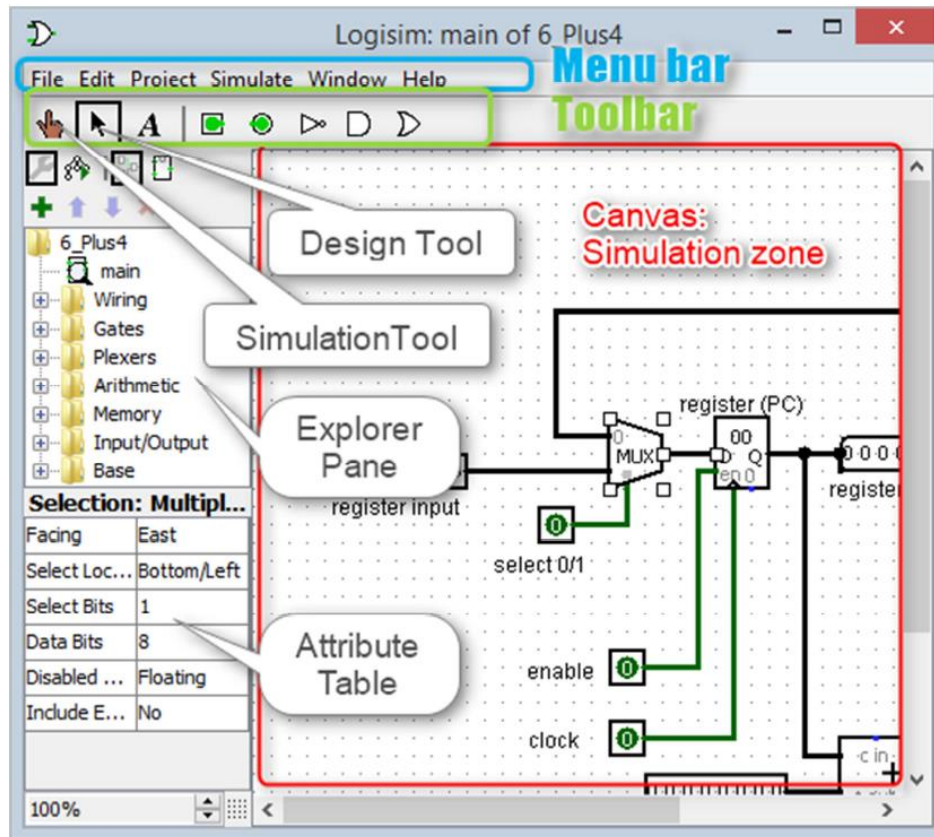 Logisim: main of 6_Plus4
File Edit Project Simulate Window Help
Menu bar
A
Toolbar
6_Plus4
main
Wiring
Gates
Plexers
Arithmetic
Memory
Input/Output
Base
Design Tool
SimulationTool
Explorer
Pane
Canvas:
Simulation zone
register (PC)
0
MUX
00
D Q
en 0
0 0 0
register input
register
0
select 0/1
Selection: Multipl...
Facing East
Select Loc... Bottom/Left
Select Bits 1
Data Bits 8
Disabled ... Floating
Include E... No
Attribute
Table
enable 0
clock 0
c in
100%